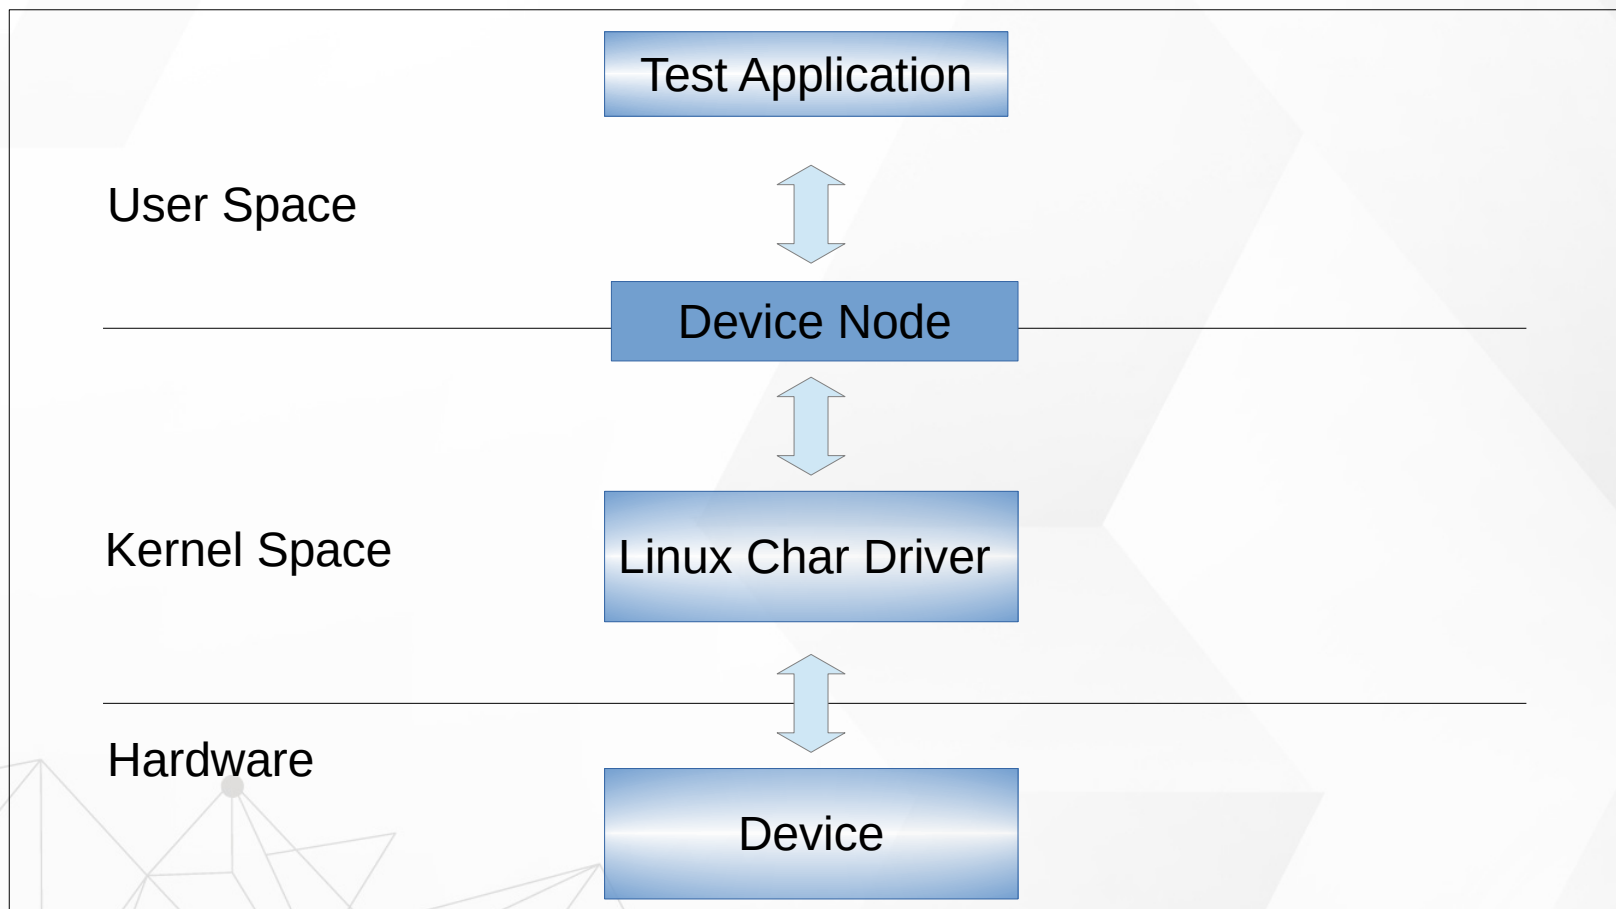 Test Application
User Space
Device Node
Kernel Space
Linux Char Driver
Hardware
Device